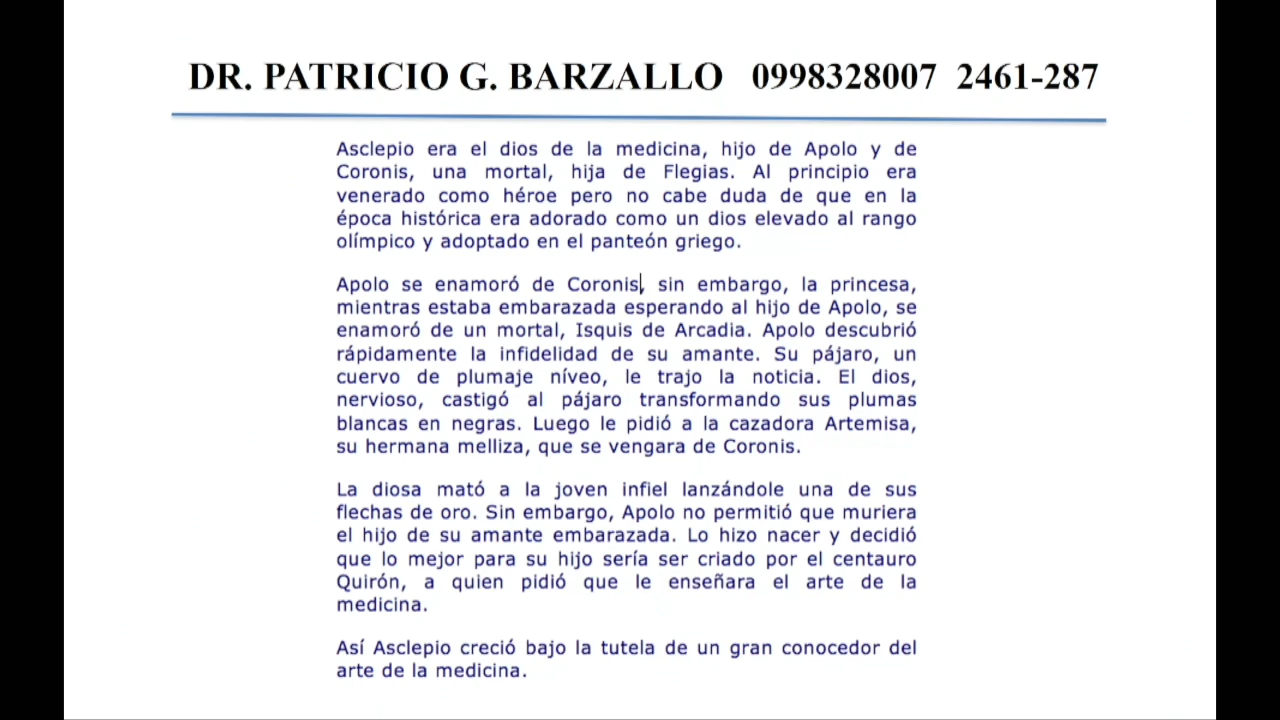 DR. PATRICIO G. BARZALLO 0998328007 2461-287
Asclepio era el dios de la medicina, hijo de Apolo y de
Coronis, una mortal, hija de Flegias. Al principio era
venerado como héroe pero no cabe duda de que en la
época histórica era adorado como un dios elevado al rango
olímpico y adoptado en el panteón griego.
Apolo se enamoró de Coronis, sin embargo, la princesa,
mientras estaba embarazada esperando al hijo de Apolo, se
enamoró de un mortal, Isquis de Arcadia. Apolo descubrió
rápidamente la infidelidad de su amante. Su pájaro, un
cuervo de plumaje níveo, le trajo la noticia. El dios,
nervioso, castigó al pájaro transformando sus plumas
blancas en negras. Luego le pidió a la cazadora Artemisa,
su hermana melliza, que se vengara de Coronis.
La diosa mató a la joven infiel lanzándole una de sus
flechas de oro. Sin embargo, Apolo no permitió que muriera
el hijo de su amante embarazada. Lo hizo nacer y decidió
que lo mejor para su hijo sería ser criado por el centauro
Quirón, a quien pidió que le enseñara el arte de la
medicina.
Así Asclepio creció bajo la tutela de un gran conocedor del
arte de la medicina.